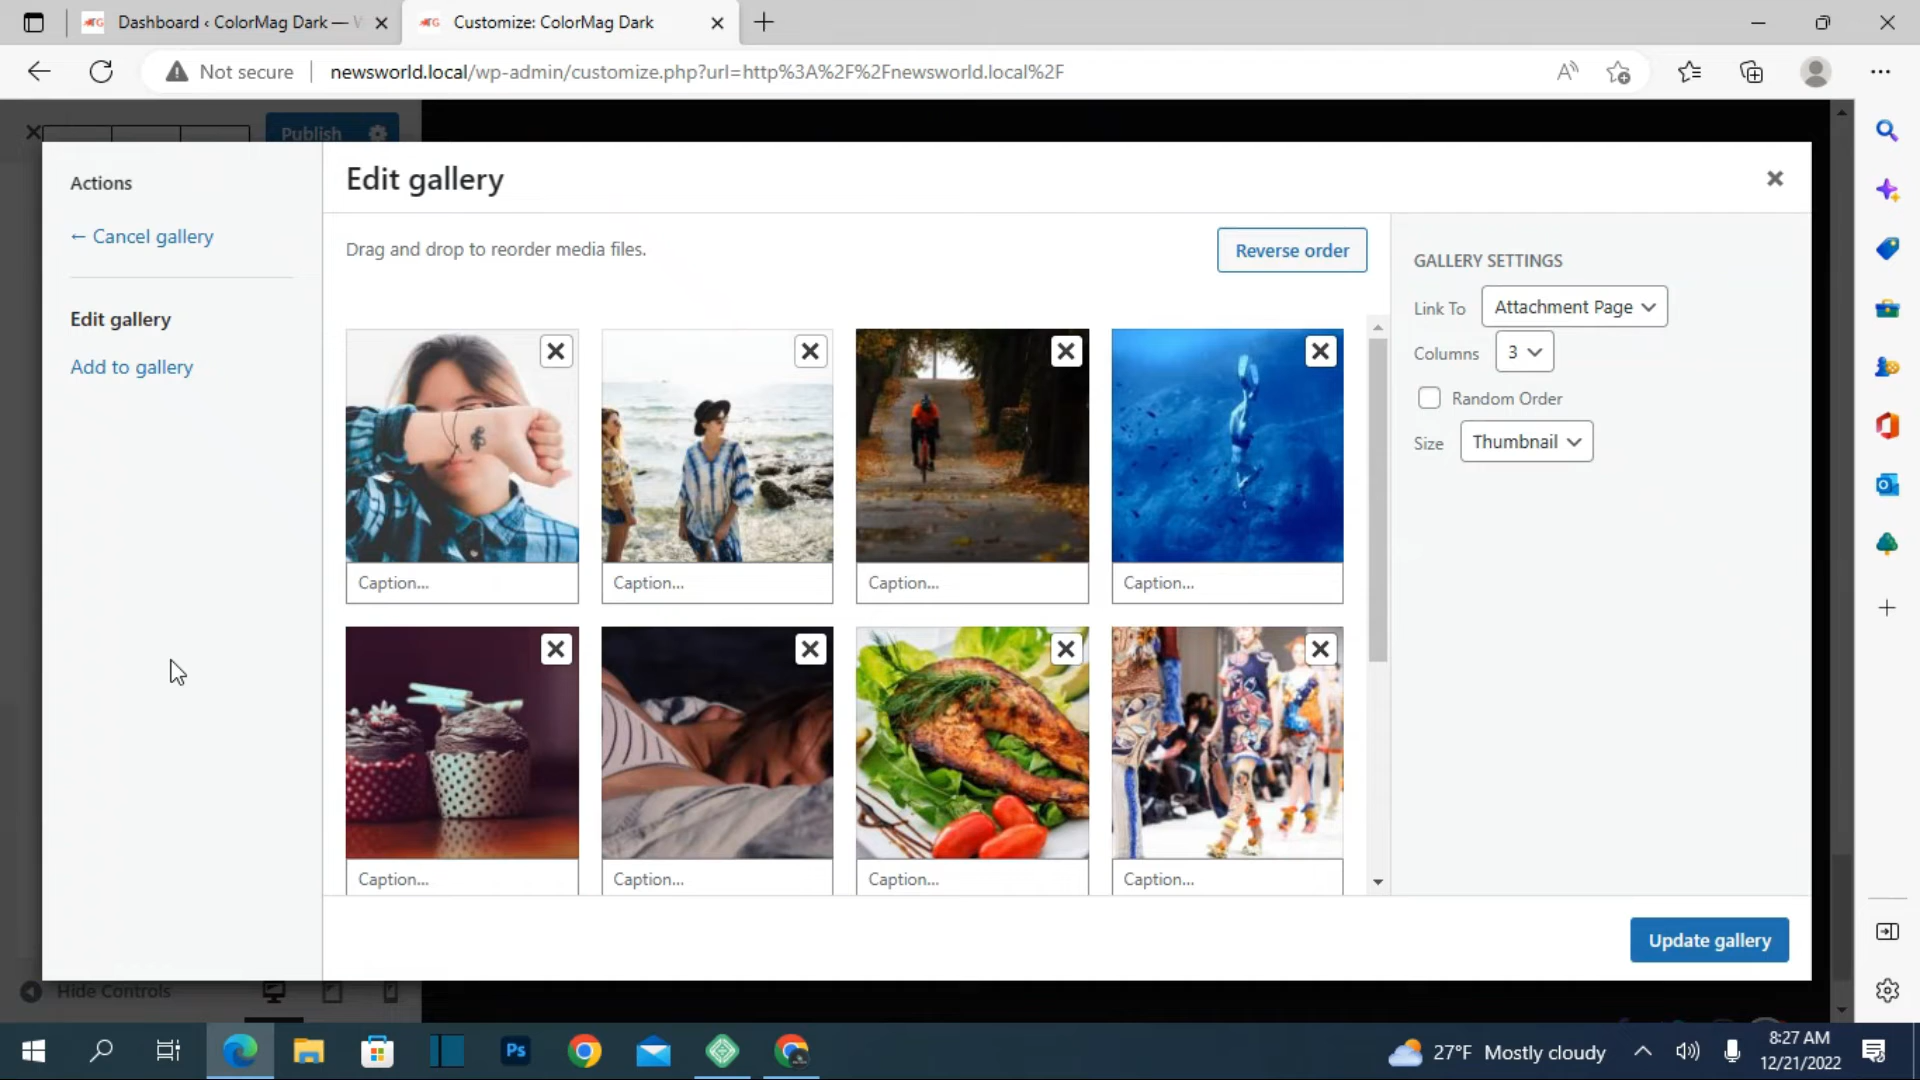 Dashboard ‹ ColorMag Dark — W
Customize: ColorMag Dark
Not secure
newsworld.local/wp-admin/customize.php?url=http%3A%2F%2Fnewsworld.local%2F
Publish
Actions
← Cancel gallery
Edit gallery
Add to gallery
Edit gallery
Drag and drop to reorder media files.
Reverse order
Caption...
Caption...
Caption...
Caption...
Caption...
Caption...
Caption...
Caption...
GALLERY SETTINGS
Link To
Attachment Page
Columns
3
Random Order
Size
Thumbnail
Update gallery
Hide Controls
Ps
27°F Mostly cloudy
8:27 AM
12/21/2022